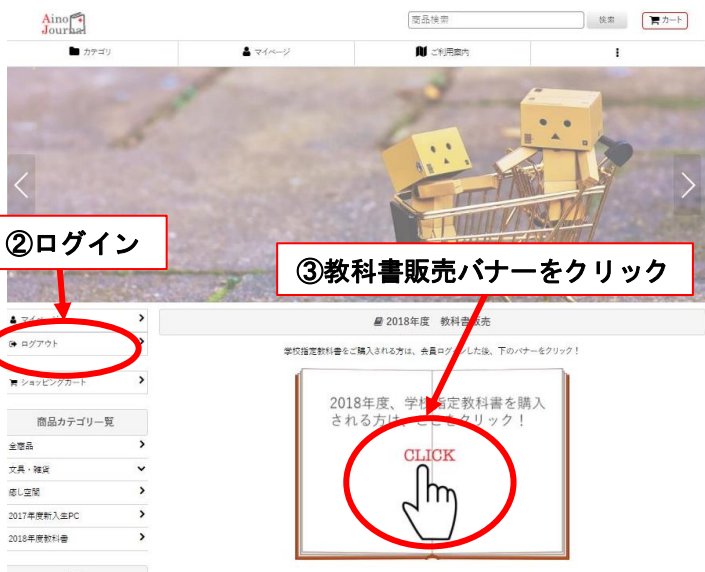 Aino
Journal
商品検索
検索
カート
カテゴリ
マイページ
ご利用案内
②ログイン
③教科書販売バナーをクリック
マイページ
ログアウト
ショッピングカート
商品カテゴリ一覧
全商品
文具・雑貨
癒し空間
2017年度新入生PC
2018年度教科書
2018年度 教科書販売
学校指定教科書をご購入される方は、会員ログインした後、下のバナーをクリック！
2018年度、学校指定教科書を購入
される方は、ここをクリック！
CLICK